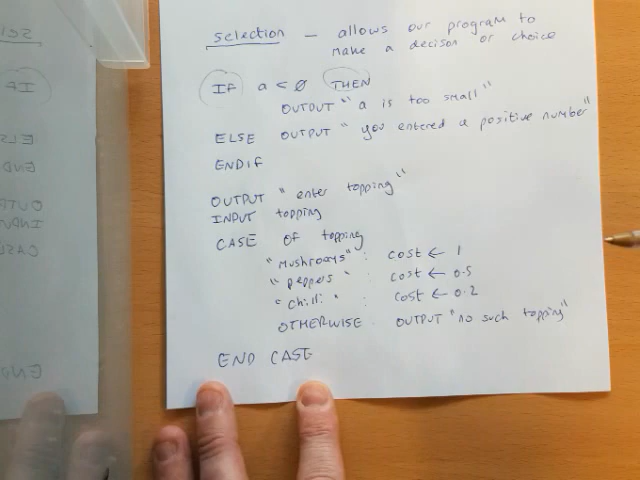 selection – allows our program to
make a decison or choice
IF a < 0 THEN
OUTPUT "a is too small"
ELSE OUTPUT "you entered a positive number"
ENDIF
OUTPUT "enter topping"
INPUT topping
CASE OF topping
"Mushrooms" : cost ← 1
"Peppers" : cost ← 0.5
"chilli" : cost ← 0.2
OTHERWISE OUTPUT "no such topping"
END CASE